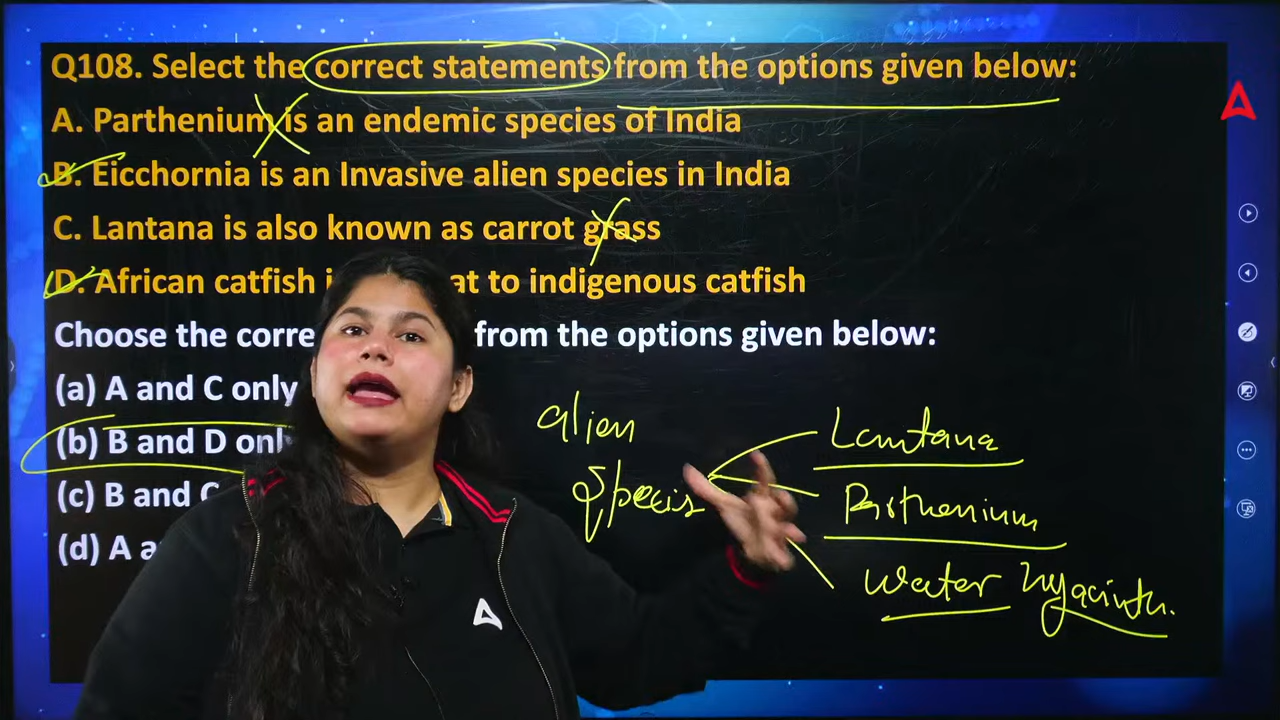 Q108. Select the correct statements from the options given below:
A. Parthenium is an endemic species of India
B. Eicchornia is an Invasive alien species in India
C. Lantana is also known as carrot grass
D. African catfish at to indigenous catfish
Choose the from the options given below:
(a) A and C only
(b) B and D only
(c) B and C
(d) A
alien
Species
Lantana
Parthenium
Water Hyacinth.